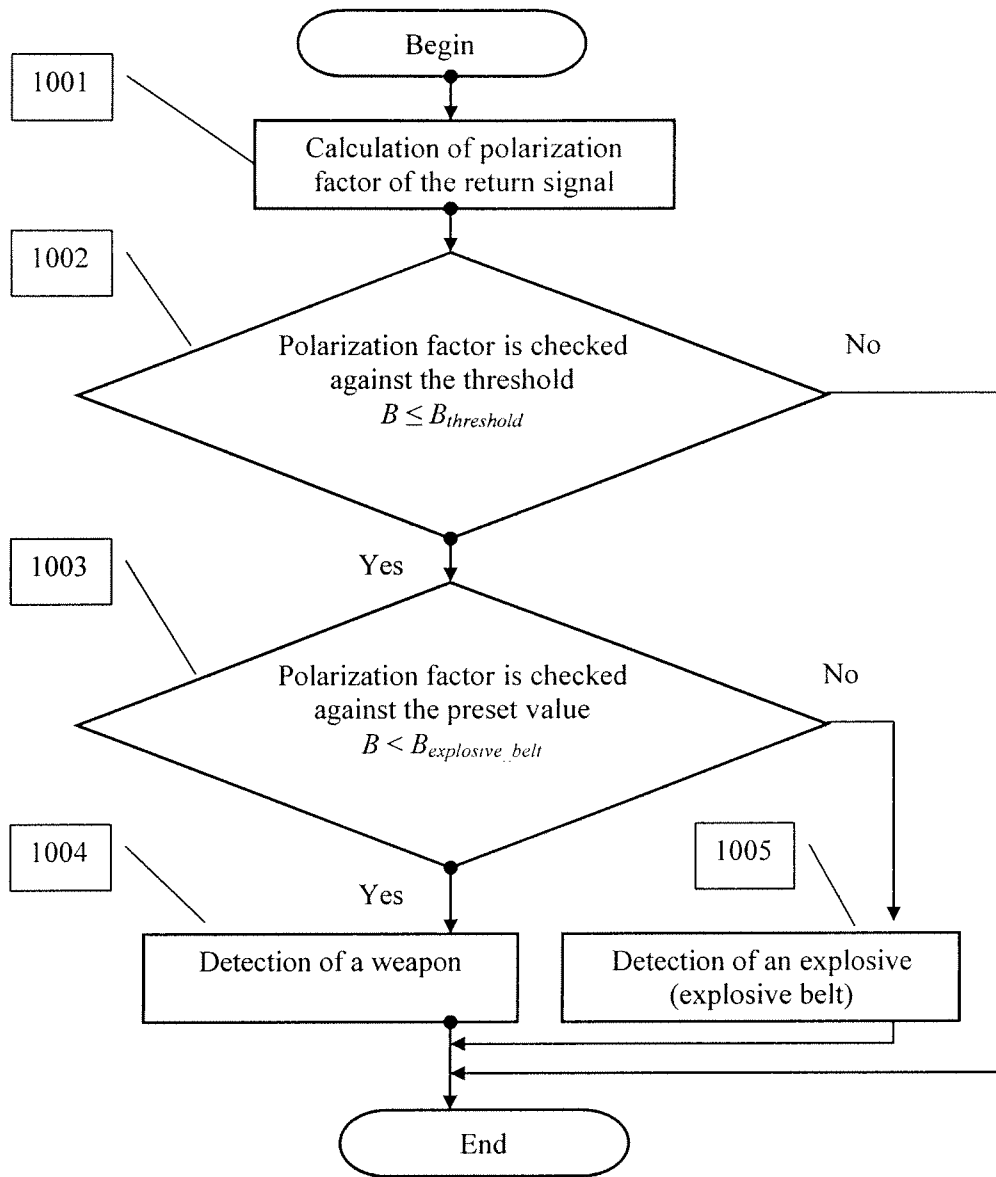 Begin
1001
Calculation of polarization
factor of the return signal
1002
Polarization factor is checked
against the threshold
B ≤ Bthreshold
No
Yes
1003
Polarization factor is checked
against the preset value
B < Bexplosive_belt
No
1004
Yes
1005
Detection of a weapon
Detection of an explosive
(explosive belt)
End